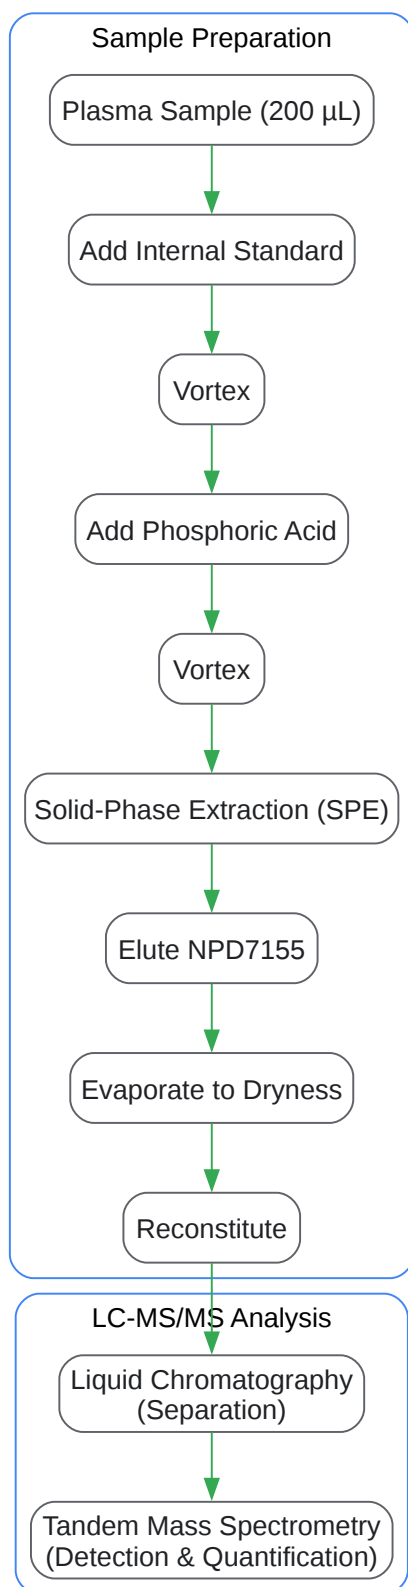 Sample Preparation
Plasma Sample (200 µL)
Add Internal Standard
Vortex
Add Phosphoric Acid
Vortex
Solid-Phase Extraction (SPE)
Elute NPD7155
Evaporate to Dryness
Reconstitute
LC-MS/MS Analysis
Liquid Chromatography
(Separation)
Tandem Mass Spectrometry
(Detection & Quantification)